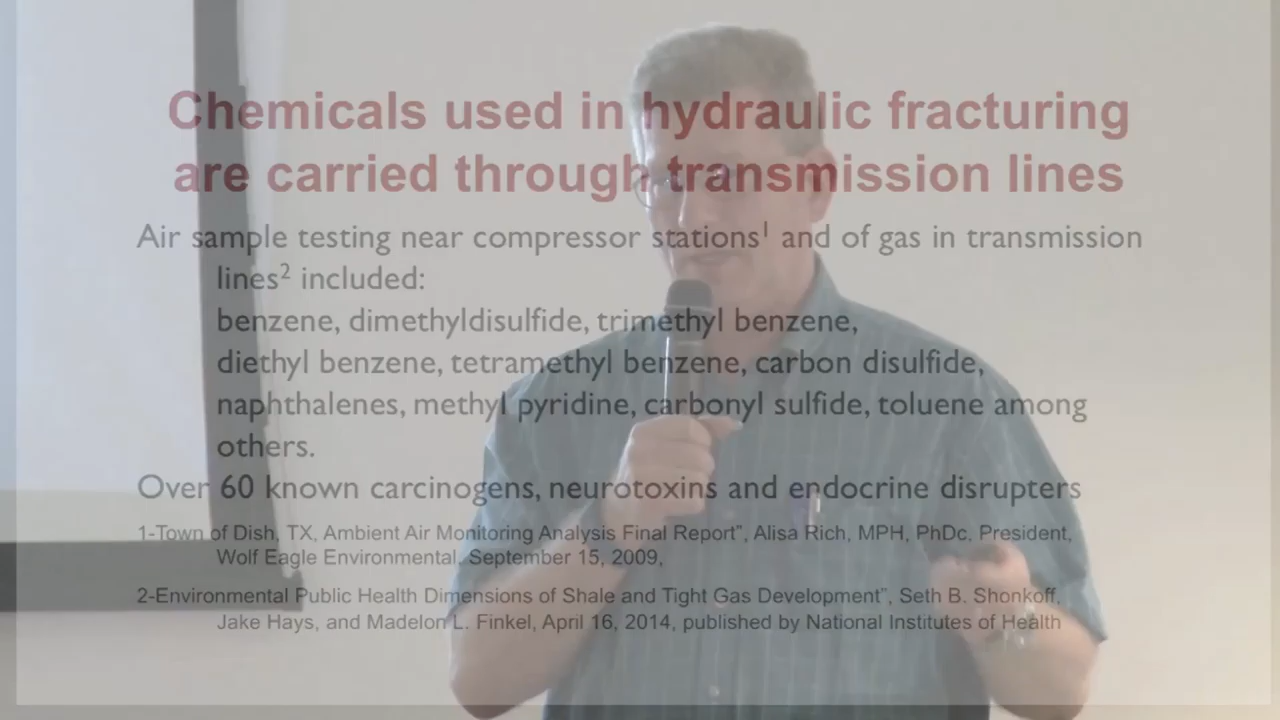 Chemicals used in hydraulic fracturing
are carried through transmission lines
Air sample testing near compressor stations¹ and of gas in transmission
lines² included:
benzene, dimethyldisulfide, trimethyl benzene,
diethyl benzene, tetramethyl benzene, carbon disulfide,
naphthalenes, methyl pyridine, carbonyl sulfide, toluene among
others.
Over 60 known carcinogens, neurotoxins and endocrine disrupters
1-Town of Dish, TX, Ambient Air Monitoring Analysis Final Report”, Alisa Rich, MPH, PhDc. President,
Wolf Eagle Environmental. September 15, 2009,
2-Environmental Public Health Dimensions of Shale and Tight Gas Development”, Seth B. Shonkoff,
Jake Hays, and Madelon L. Finkel, April 16, 2014, published by National Institutes of Health